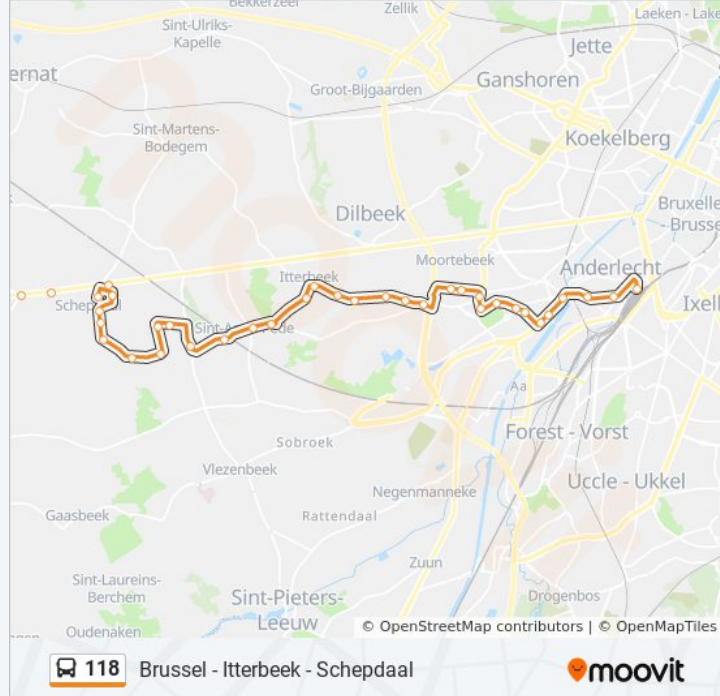 Bekkerzeel
Zellik
Laeken - Lake
Sint-Ulriks-
Kapelle
Jette
ernat
Groot-Bijgaarden
Ganshoren
Sint-Martens-
Bodegem
Koekelberg
Dilbeek
Bruxelle
- Brusse
Moortebeek
Itterbeek
Anderlecht
Ixell
Aa
Forest - Vorst
Sobroek
Vlezenbeek
Uccle - Ukkel
Negenmanneke
Gaasbeek
Rattendaal
Zuun
Sint-Laureins-
Berchem
Sint-Pieters-
Leeuw
Drogenbos
Oudenaken
© OpenStreetMap contributors | © OpenMapTiles
118 Brussel - Itterbeek - Schepdaal
moovit